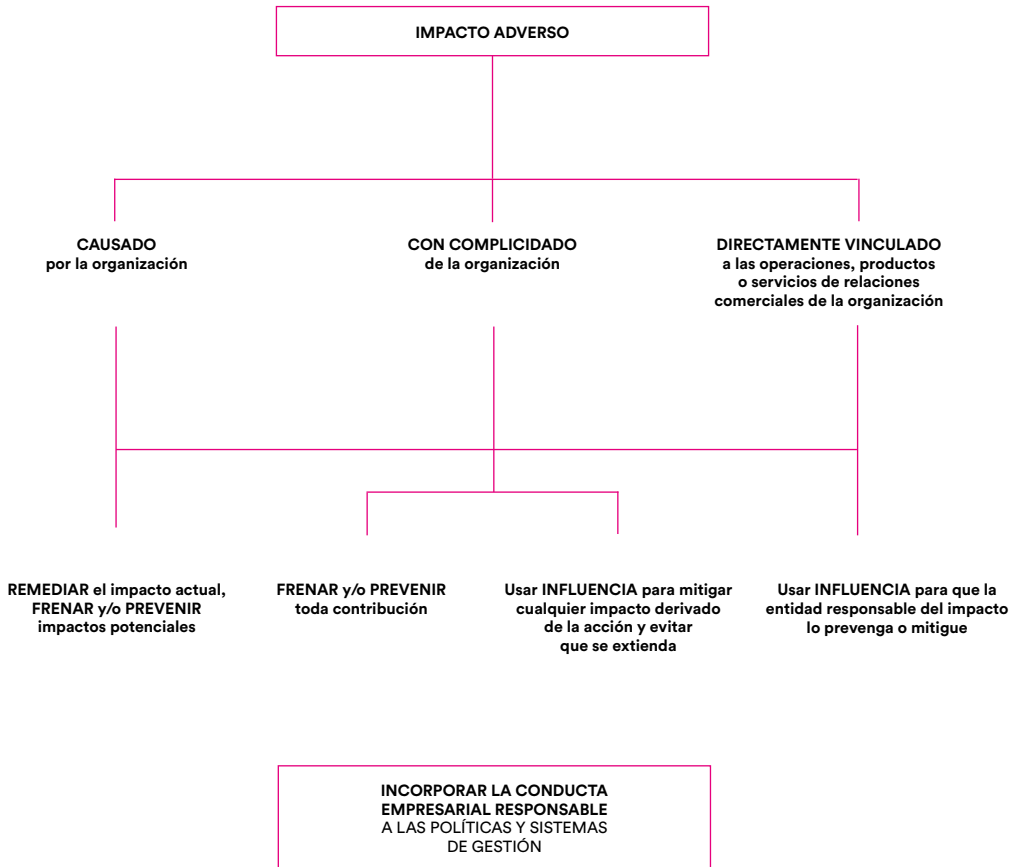 IMPACTO ADVERSO
CAUSADO
por la organización
CON COMPLICIDADO
de la organización
DIRECTAMENTE VINCULADO
a las operaciones, productos
o servicios de relaciones
comerciales de la organización
REMEDIAR el impacto actual,
FRENAR y/o PREVENIR
impactos potenciales
FRENAR y/o PREVENIR
toda contribución
Usar INFLUENCIA para mitigar
cualquier impacto derivado
de la acción y evitar
que se extienda
Usar INFLUENCIA para que la
entidad responsable del impacto
lo prevenga o mitigue
INCORPORAR LA CONDUCTA
EMPRESARIAL RESPONSABLE
A LAS POLÍTICAS Y SISTEMAS
DE GESTIÓN